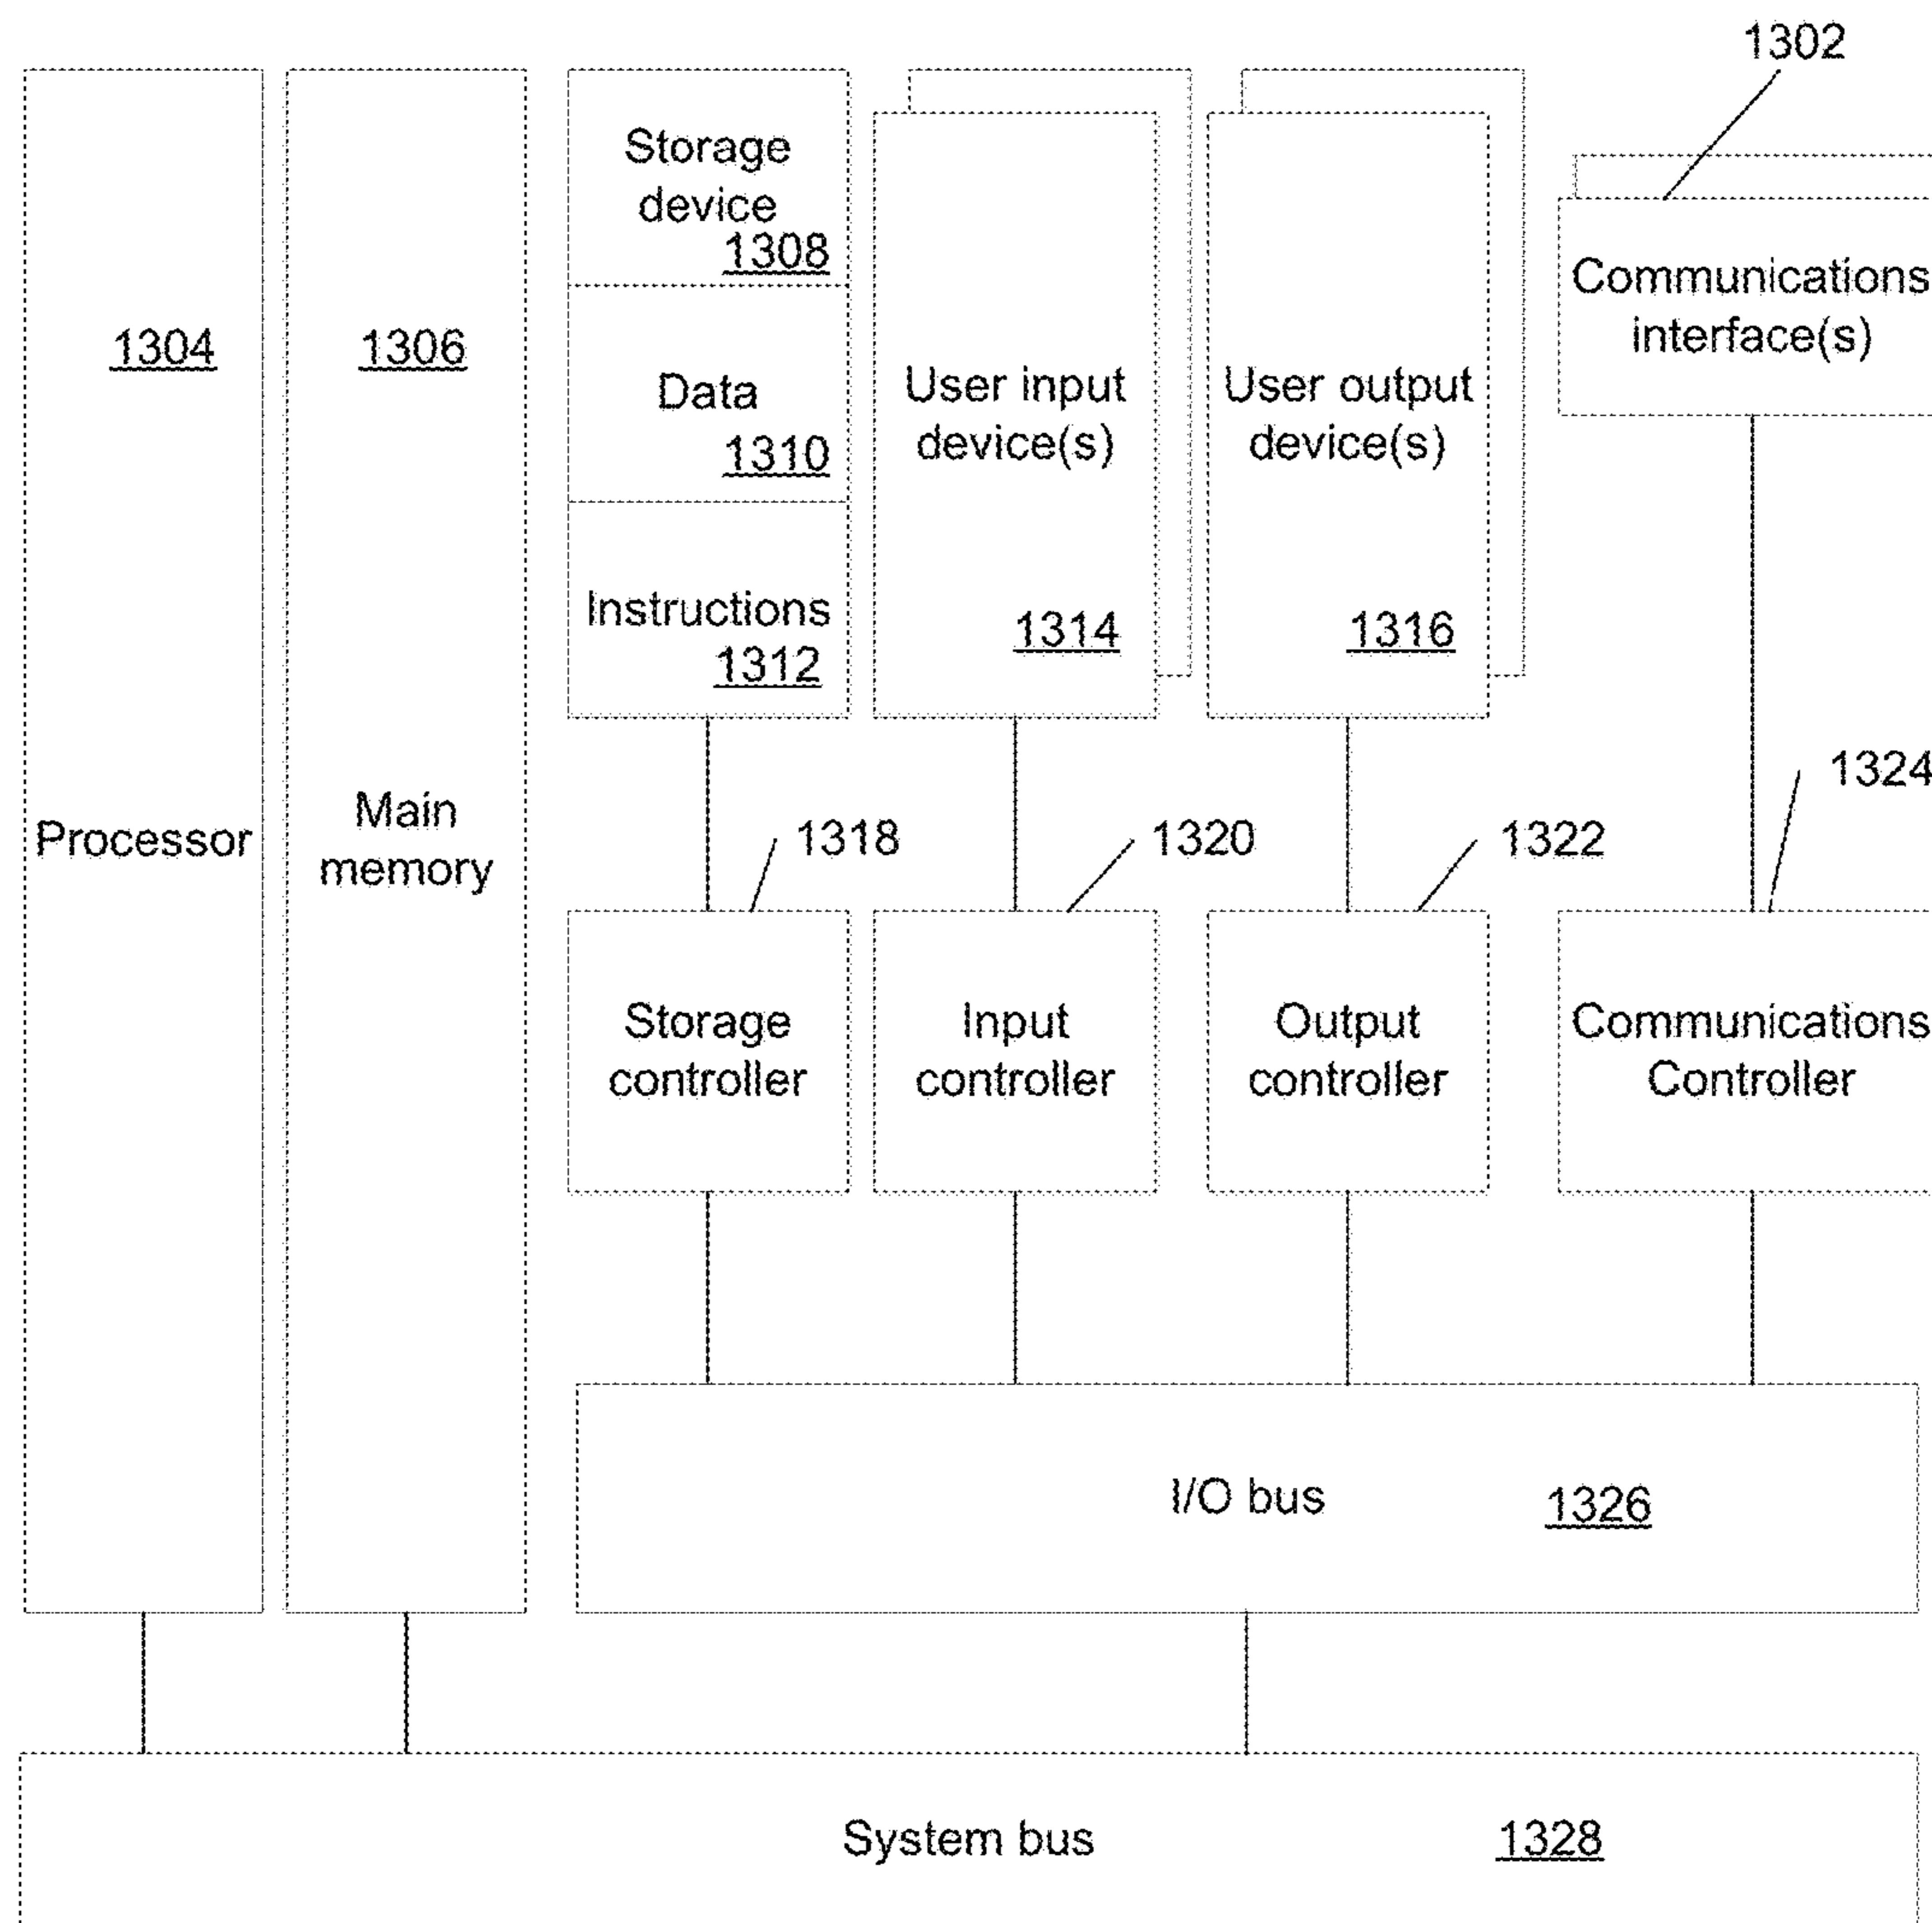 1302
Storage
device
1308
Communications
interface(s)
1304
1306
Data
1310
User input
device(s)
User output
device(s)
Instructions
1312
1314
1316
1324
Processor
Main
memory
1318
1320
1322
Storage
controller
Input
controller
Output
controller
Communications
Controller
I/O bus
1326
System bus
1328